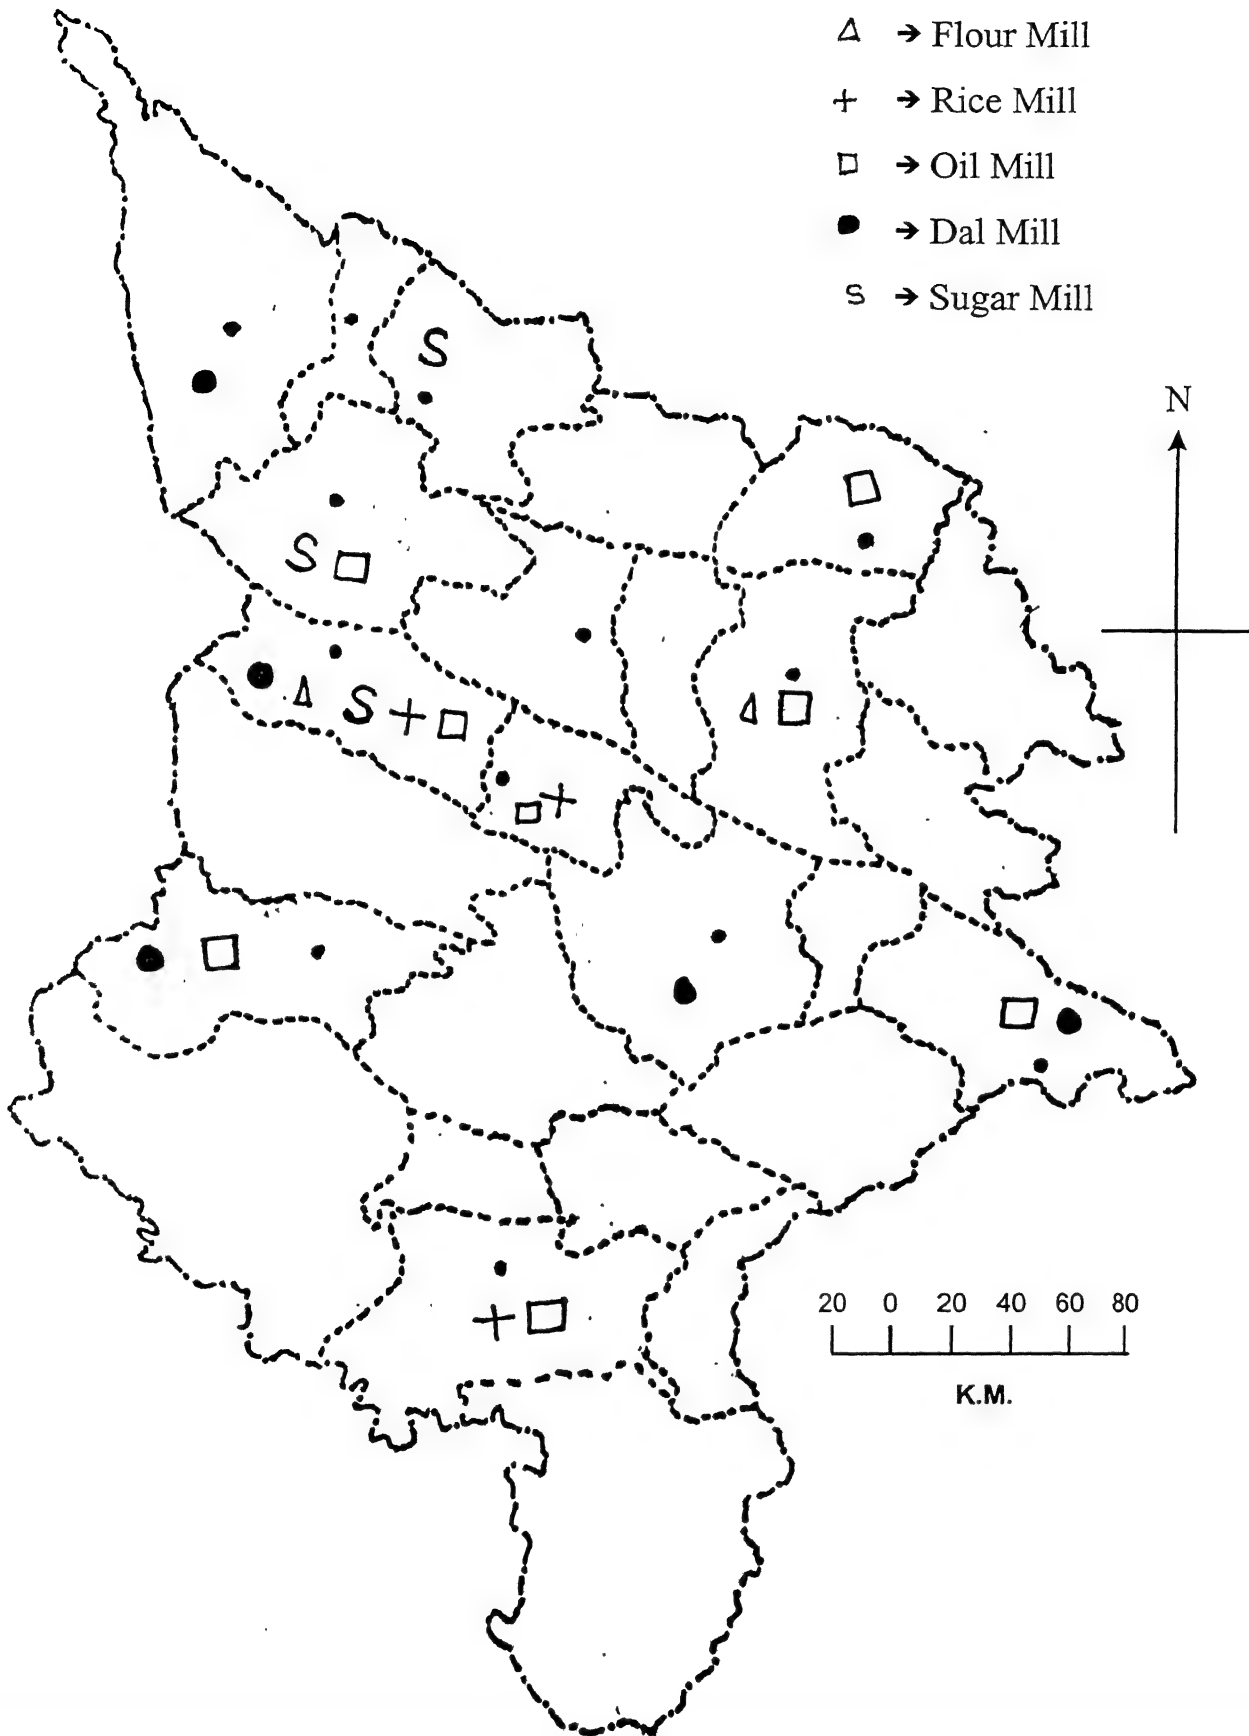 △ → Flour Mill
+ → Rice Mill
□ → Oil Mill
● → Dal Mill
S → Sugar Mill
N
S
S
S
20 0 20 40 60 80
K.M.